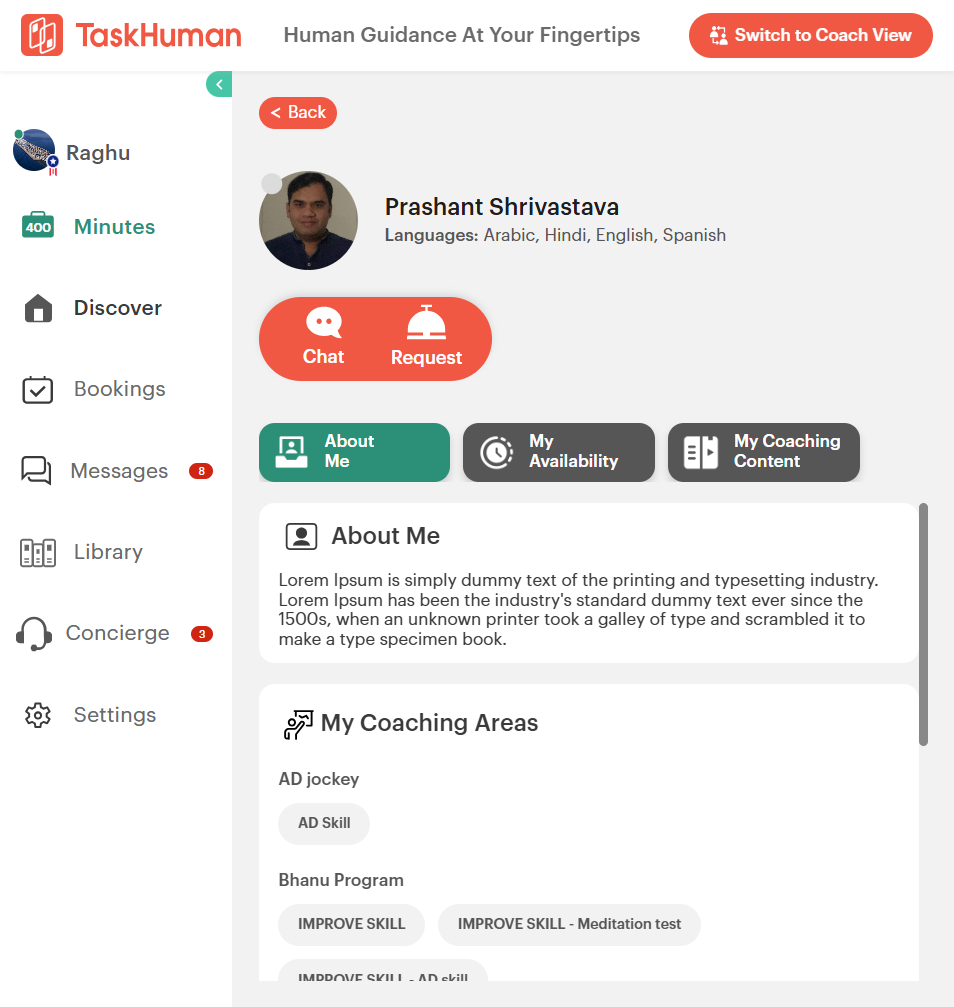 TaskHuman
Human Guidance At Your Fingertips
Switch to Coach View
< Back
Raghu
400
Minutes
Discover
Bookings
Messages
8
Library
Concierge
3
Settings
Prashant Shrivastava
Languages: Arabic, Hindi, English, Spanish
Chat
Request
About
Me
My
Availability
My Coaching
Content
About Me
Lorem Ipsum is simply dummy text of the printing and typesetting industry.
Lorem Ipsum has been the industry's standard dummy text ever since the
1500s, when an unknown printer took a galley of type and scrambled it to
make a type specimen book.
My Coaching Areas
AD jockey
AD Skill
Bhanu Program
IMPROVE SKILL
IMPROVE SKILL - Meditation test
IMPROVE SKILL - AD skill